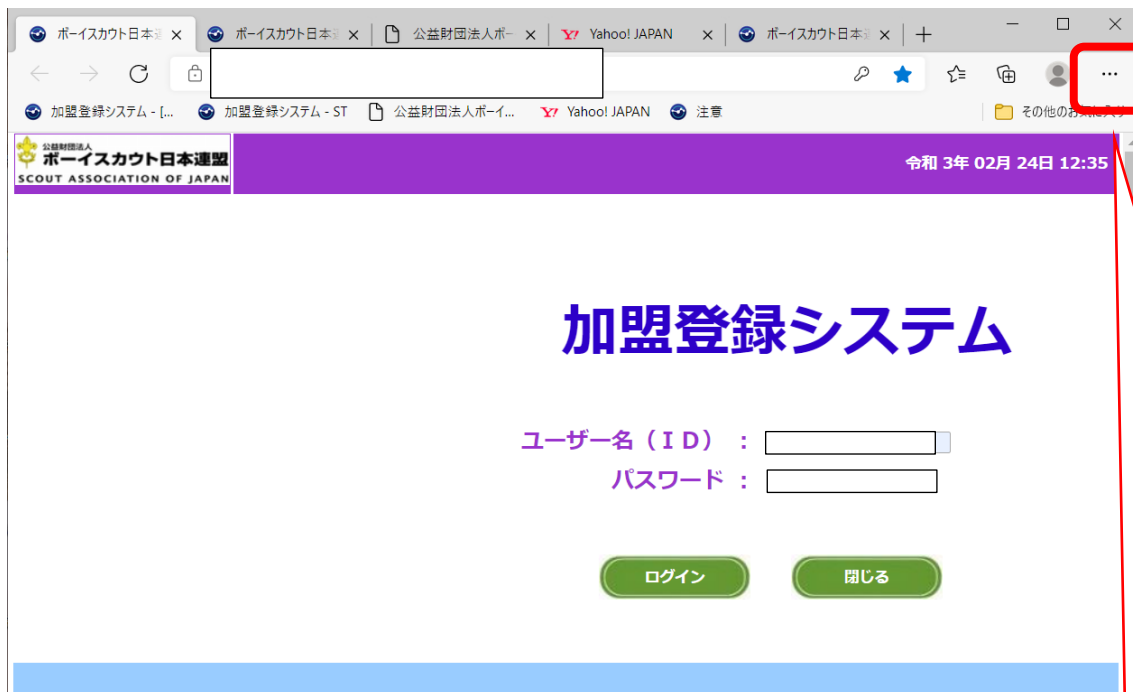 ボーイスカウト日本
ボーイスカウト日本
公益財団法人ボー
Yahoo! JAPAN
ボーイスカウト日本
加盟登録システム - [...
加盟登録システム - ST
公益財団法人ボーイ...
Yahoo! JAPAN
注意
その他のお気に入り
公益財団法人
ボーイスカウト日本連盟
SCOUT ASSOCIATION OF JAPAN
令和 3年 02月 24日 12:35
加盟登録システム
ユーザー名（ＩＤ）：
パスワード：
ログイン
閉じる